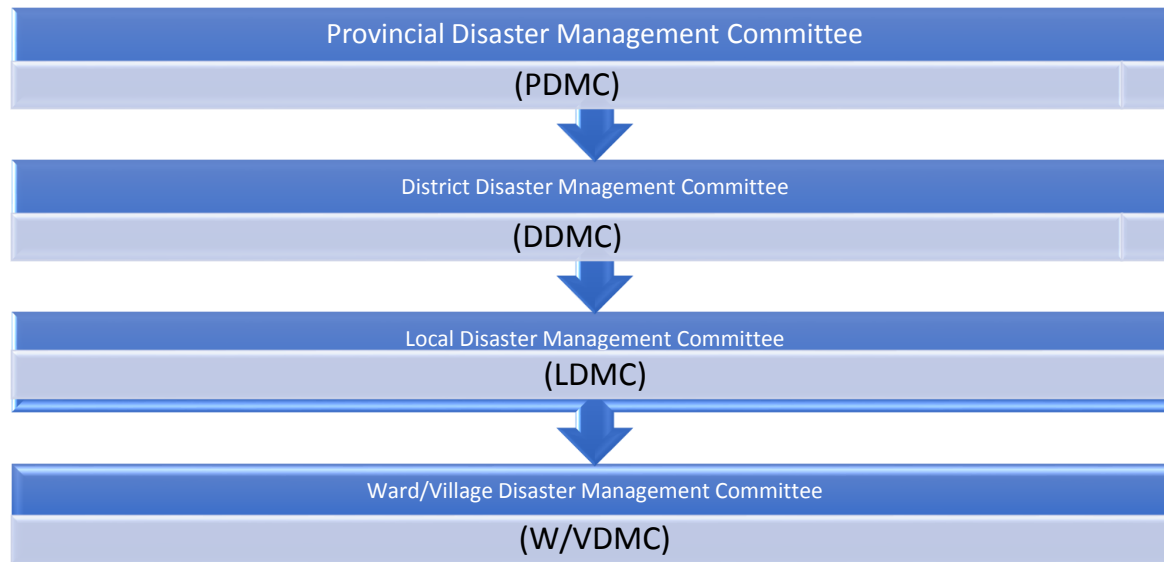 Provincial Disaster Management Committee
(PDMC)
District Disaster Mnagement Committee
(DDMC)
Local Disaster Management Committee
(LDMC)
Ward/Village Disaster Management Committee
(W/VDMC)